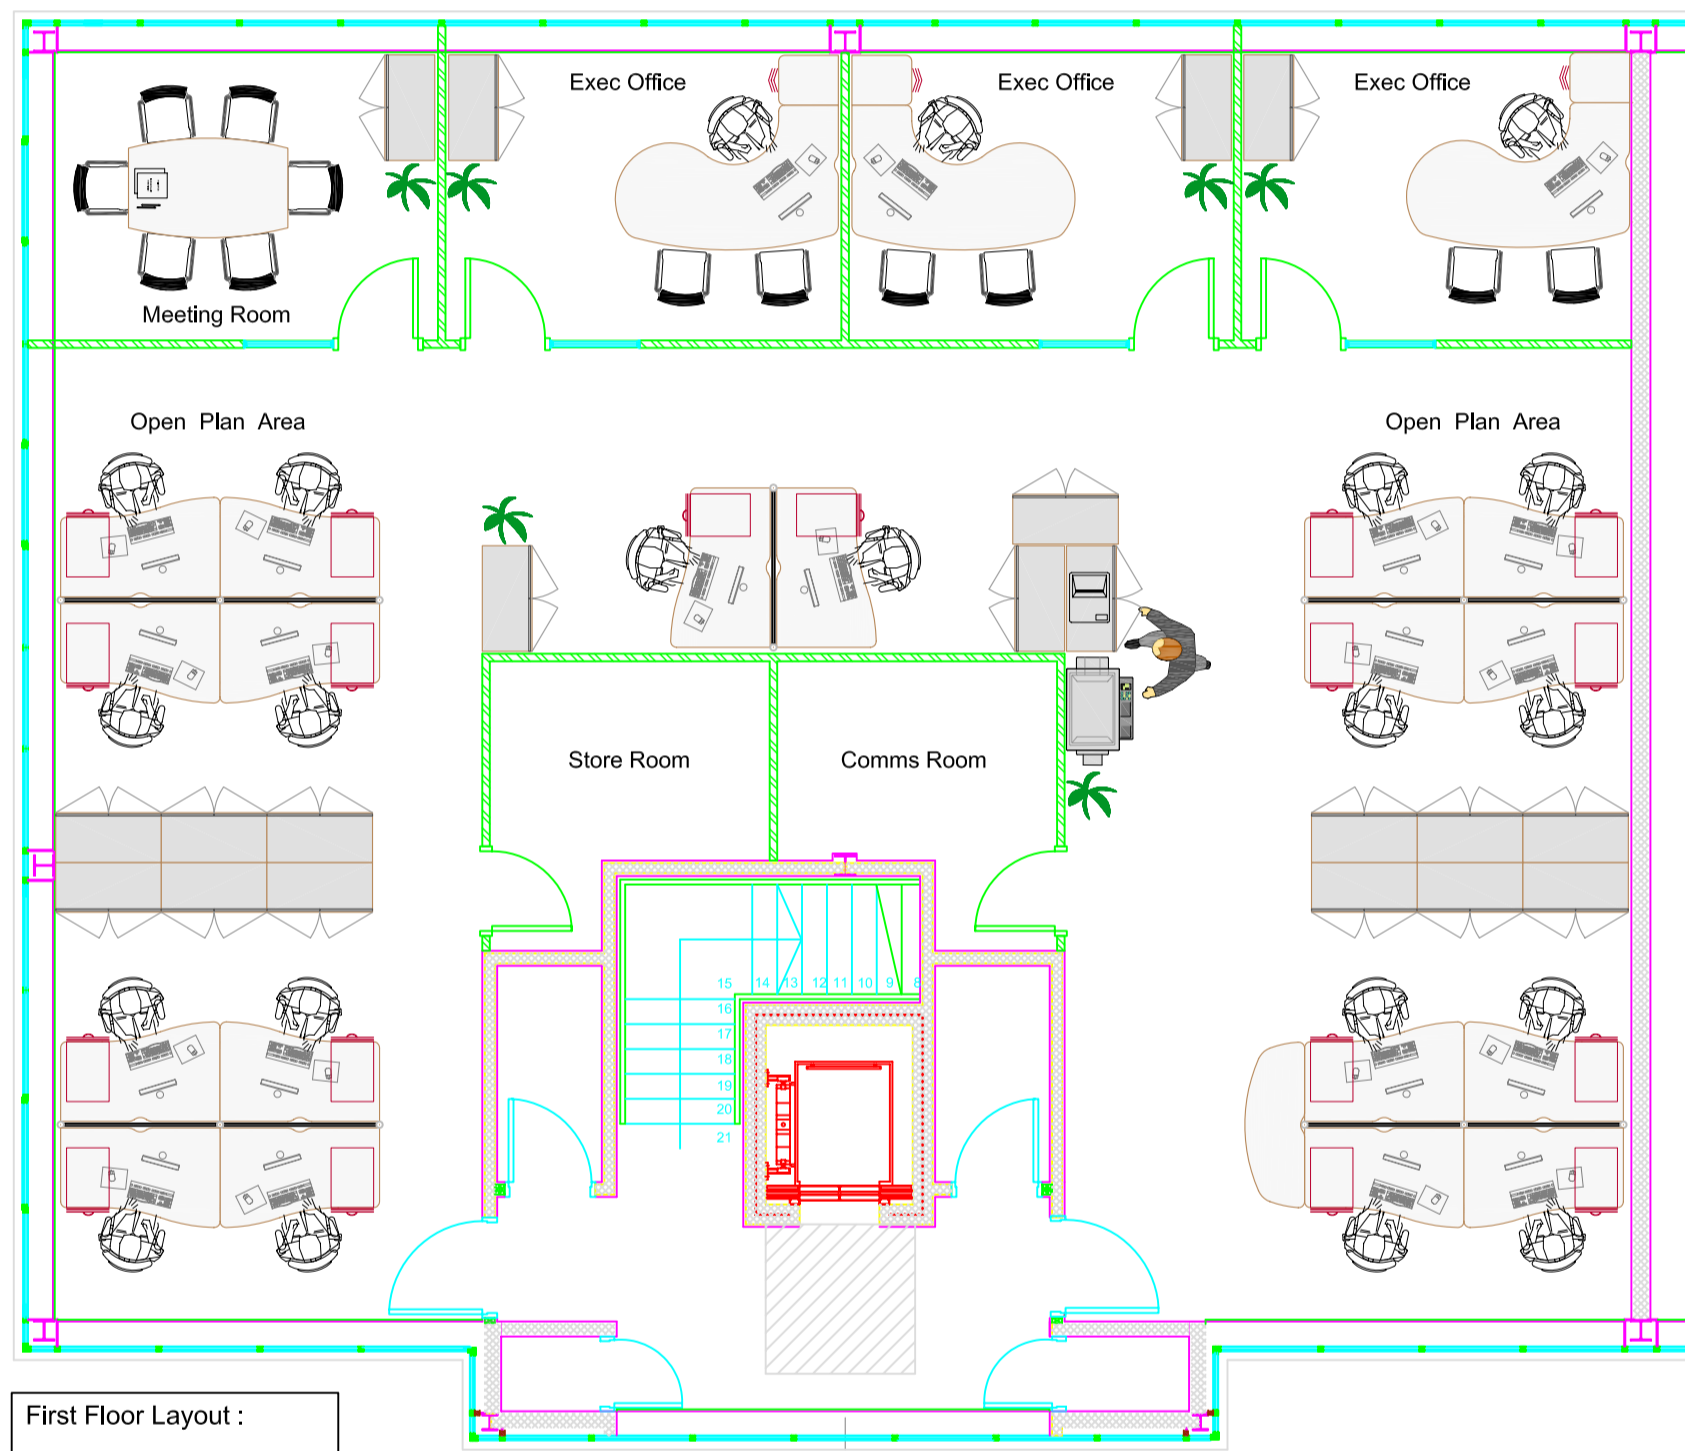 Exec Office
Exec Office
Exec Office
Meeting Room
Open Plan Area
Open Plan Area
Store Room
Comms Room
15 14 13 12 11 10 9 8
16
17
18
19
20
21
First Floor Layout :